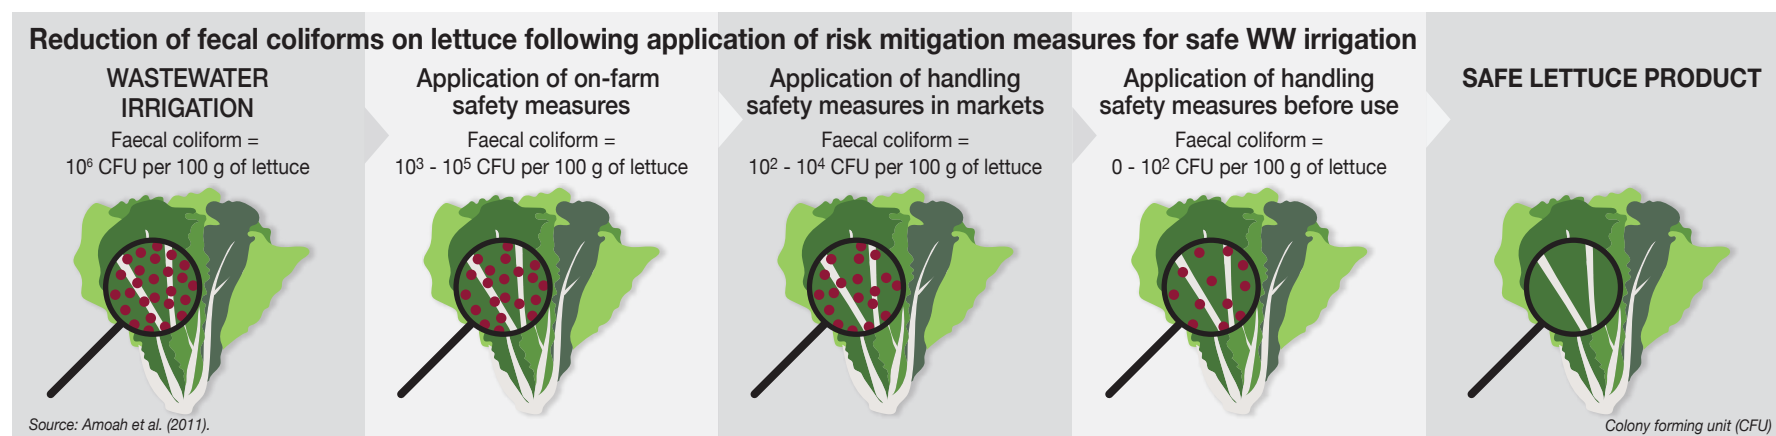 Reduction of fecal coliforms on lettuce following application of risk mitigation measures for safe WW irrigation
WASTEWATER
IRRIGATION
Faecal coliform =
10⁶ CFU per 100 g of lettuce
Application of on-farm
safety measures
Faecal coliform =
10³ - 10⁵ CFU per 100 g of lettuce
Application of handling
safety measures in markets
Faecal coliform =
10² - 10⁴ CFU per 100 g of lettuce
Application of handling
safety measures before use
Faecal coliform =
0 - 10² CFU per 100 g of lettuce
SAFE LETTUCE PRODUCT
Source: Amoah et al. (2011).
Colony forming unit (CFU)